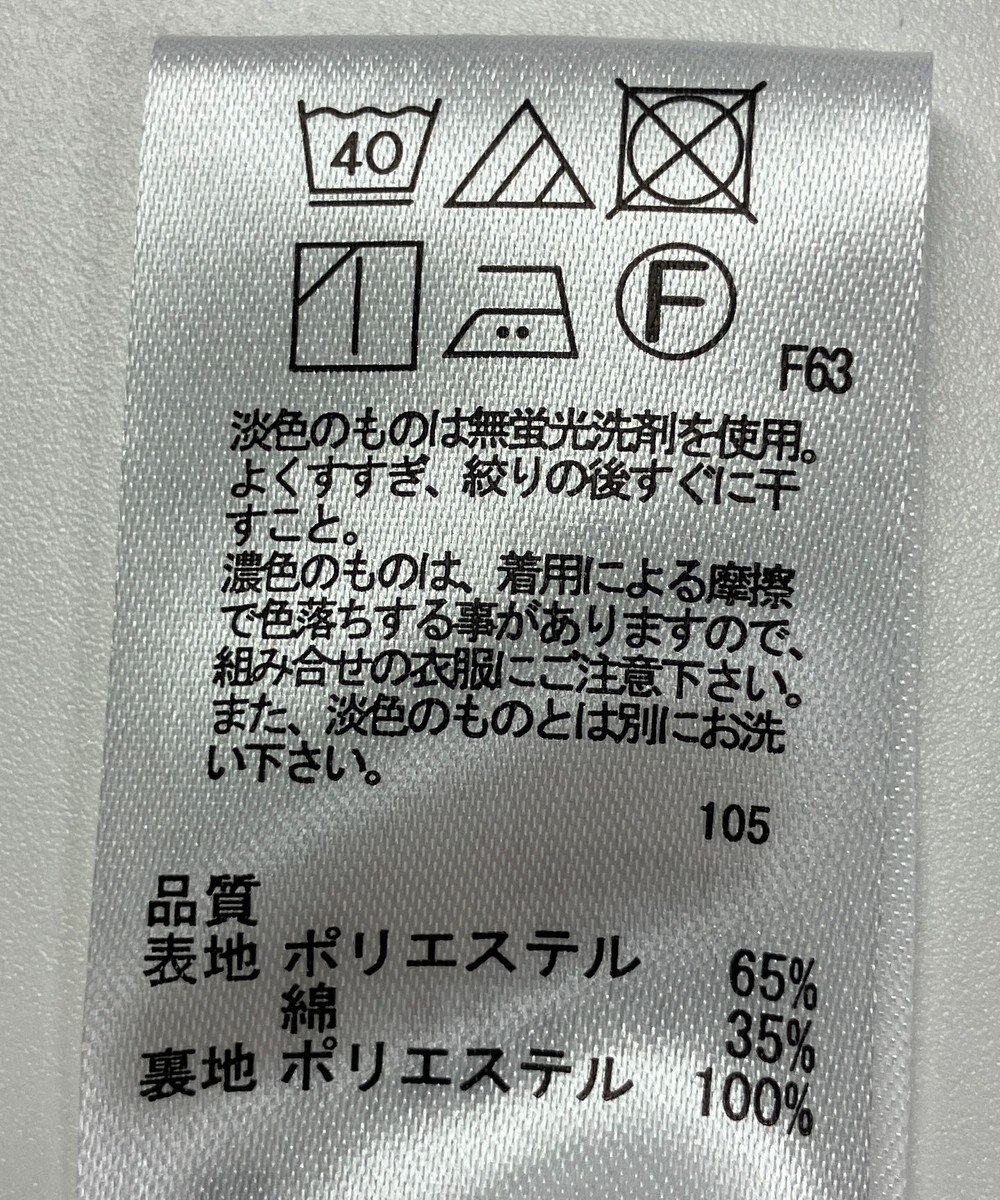 40
F
F63
淡色のものは無蛍光洗剤を使用。
よくすすぎ、絞りの後すぐに干
すこと。
濃色のものは、着用による摩擦
で色落ちする事がありますので、
組み合せの衣服にご注意下さい。
また、淡色のものとは別にお洗
い下さい。
105
品質
表地 ポリエステル 65%
綿 35%
裏地 ポリエステル 100%